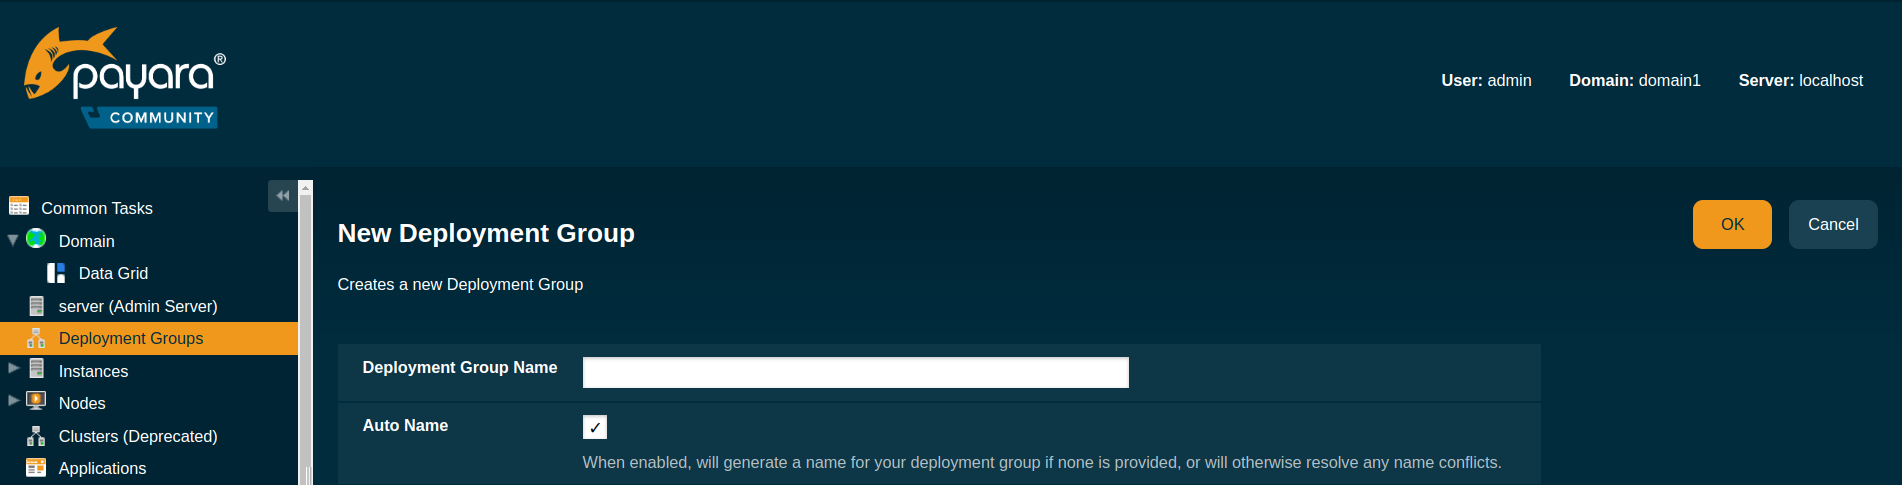 payara®
COMMUNITY
User: admin Domain: domain1 Server: localhost
Common Tasks
Domain
Data Grid
server (Admin Server)
Deployment Groups
Instances
Nodes
Clusters (Deprecated)
Applications
New Deployment Group
OK Cancel
Creates a new Deployment Group
Deployment Group Name
Auto Name
When enabled, will generate a name for your deployment group if none is provided, or will otherwise resolve any name conflicts.